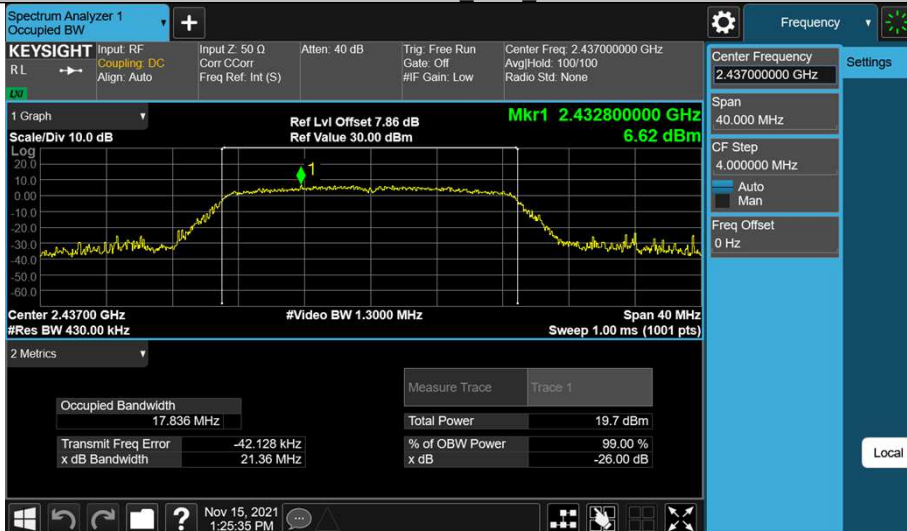 Spectrum Analyzer 1
Occupied BW
Frequency
KEYSIGHT
RL
LXI
Input: RF
Coupling: DC
Align: Auto
Input Z: 50 Ω
Corr CCorr
Freq Ref: Int (S)
Atten: 40 dB
Trig: Free Run
Gate: Off
#IF Gain: Low
Center Freq: 2.437000000 GHz
Avg|Hold: 100/100
Radio Std: None
Center Frequency
2.437000000 GHz
Settings
Span
40.000 MHz
CF Step
4.000000 MHz
Auto
Man
Freq Offset
0 Hz
Local
1 Graph
Scale/Div 10.0 dB
Ref Lvl Offset 7.86 dB
Ref Value 30.00 dBm
Mkr1 2.432800000 GHz
6.62 dBm
Log
20.0
10.0
0.00
-10.0
-20.0
-30.0
-40.0
-50.0
-60.0
1
Center 2.43700 GHz
#Video BW 1.3000 MHz
Span 40 MHz
#Res BW 430.00 kHz
Sweep 1.00 ms (1001 pts)
2 Metrics
Measure Trace
Trace 1
Occupied Bandwidth
17.836 MHz
Total Power
19.7 dBm
Transmit Freq Error
-42.128 kHz
% of OBW Power
99.00 %
x dB Bandwidth
21.36 MHz
x dB
-26.00 dB
?
Nov 15, 2021
1:25:35 PM